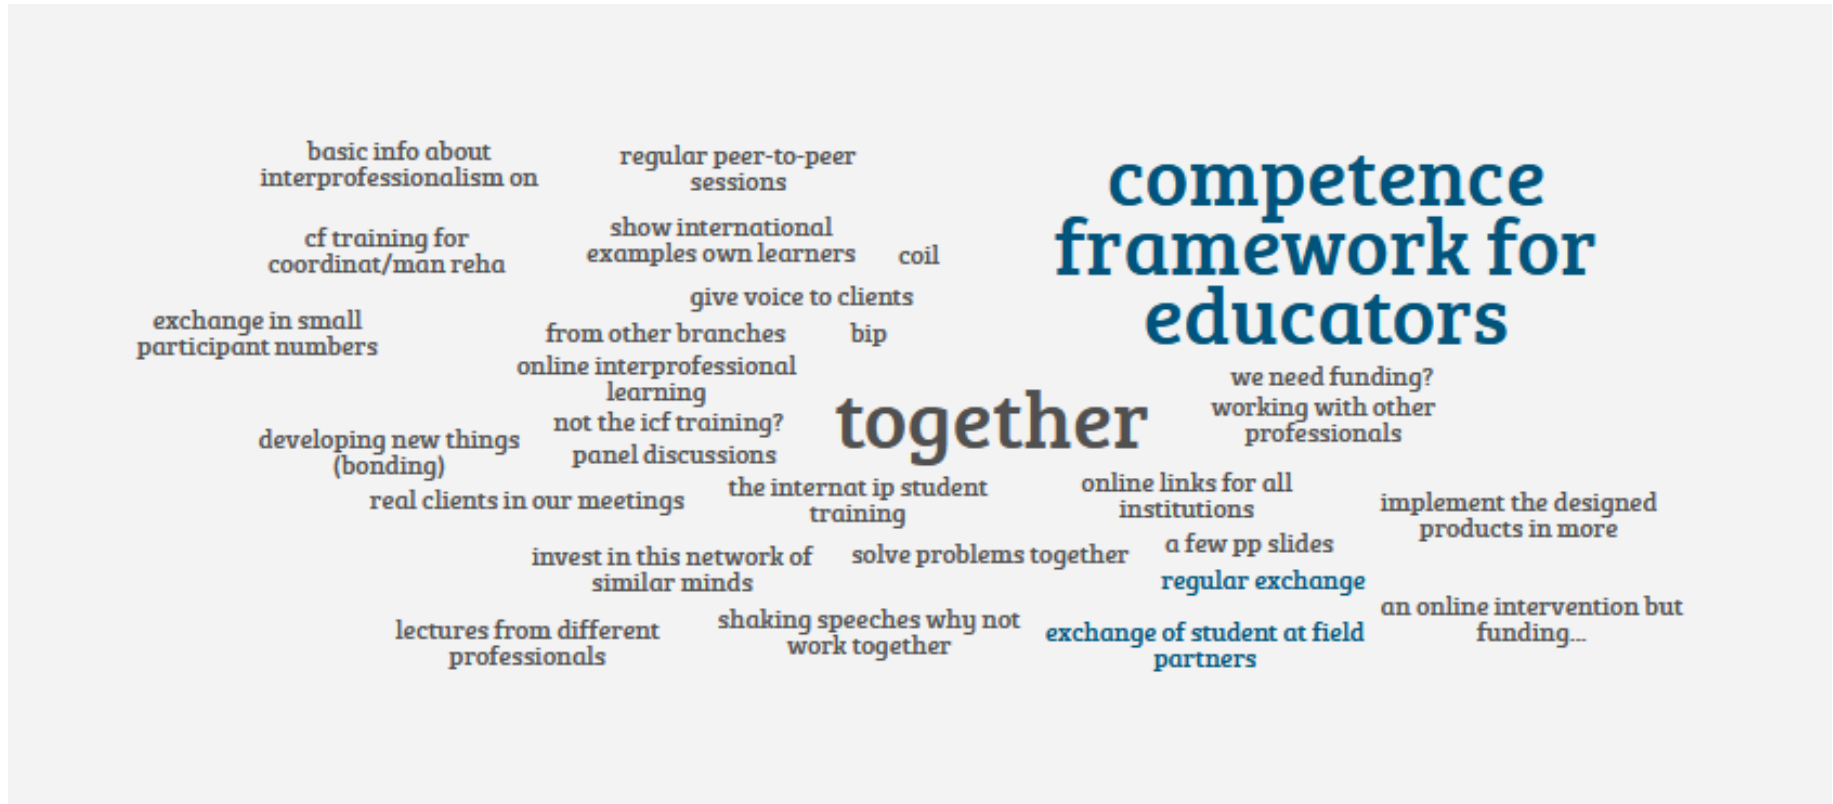 basic info about
interprofessionalism on
regular peer-to-peer
sessions
competence
framework for
educators
cf training for
coordinat/man reha
show international
examples own learners
coil
give voice to clients
exchange in small
participant numbers
from other branches
bip
online interprofessional
learning
we need funding?
working with other
professionals
not the icf training?
together
developing new things
(bonding)
panel discussions
real clients in our meetings
the internat ip student
training
online links for all
institutions
implement the designed
products in more
invest in this network of
similar minds
solve problems together
a few pp slides
regular exchange
an online intervention but
funding...
lectures from different
professionals
shaking speeches why not
work together
exchange of student at field
partners